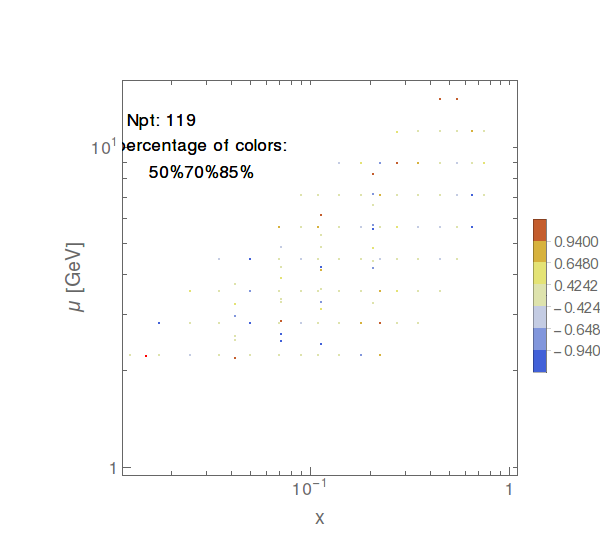 Npt: 119
percentage of colors:
50%70%85%
10¹
μ [GeV]
1
10⁻¹
1
x
0.9400
0.6480
0.4242
-0.424
-0.648
-0.940